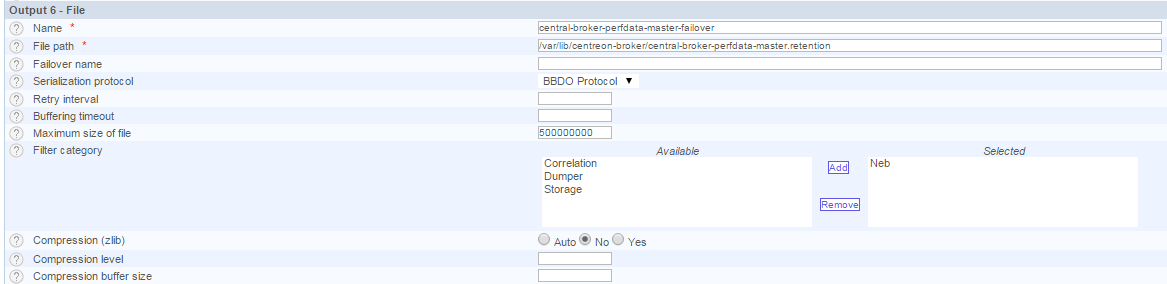 Output 6 - File
? Name * central-broker-perfdata-master-failover
? File path * /var/lib/centreon-broker/central-broker-perfdata-master.retention
? Failover name
? Serialization protocol BBDO Protocol ▼
? Retry interval
? Buffering timeout
? Maximum size of file 500000000
? Filter category Available Selected
Correlation Add Neb
Dumper
Storage
Remove
? Compression (zlib) Auto No Yes
? Compression level
? Compression buffer size